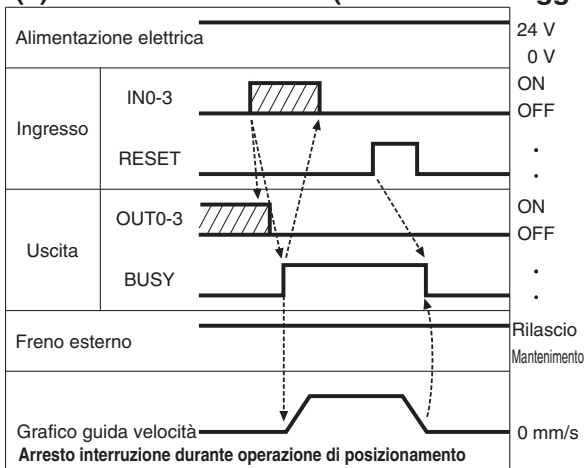 Alimentazione elettrica
24 V
0 V
Ingresso
IN0-3
ON
OFF
RESET
Uscita
OUT0-3
ON
OFF
BUSY
Freno esterno
Rilascio
Mantenimento
Grafico guida velocità
0 mm/s
Arresto interruzione durante operazione di posizionamento